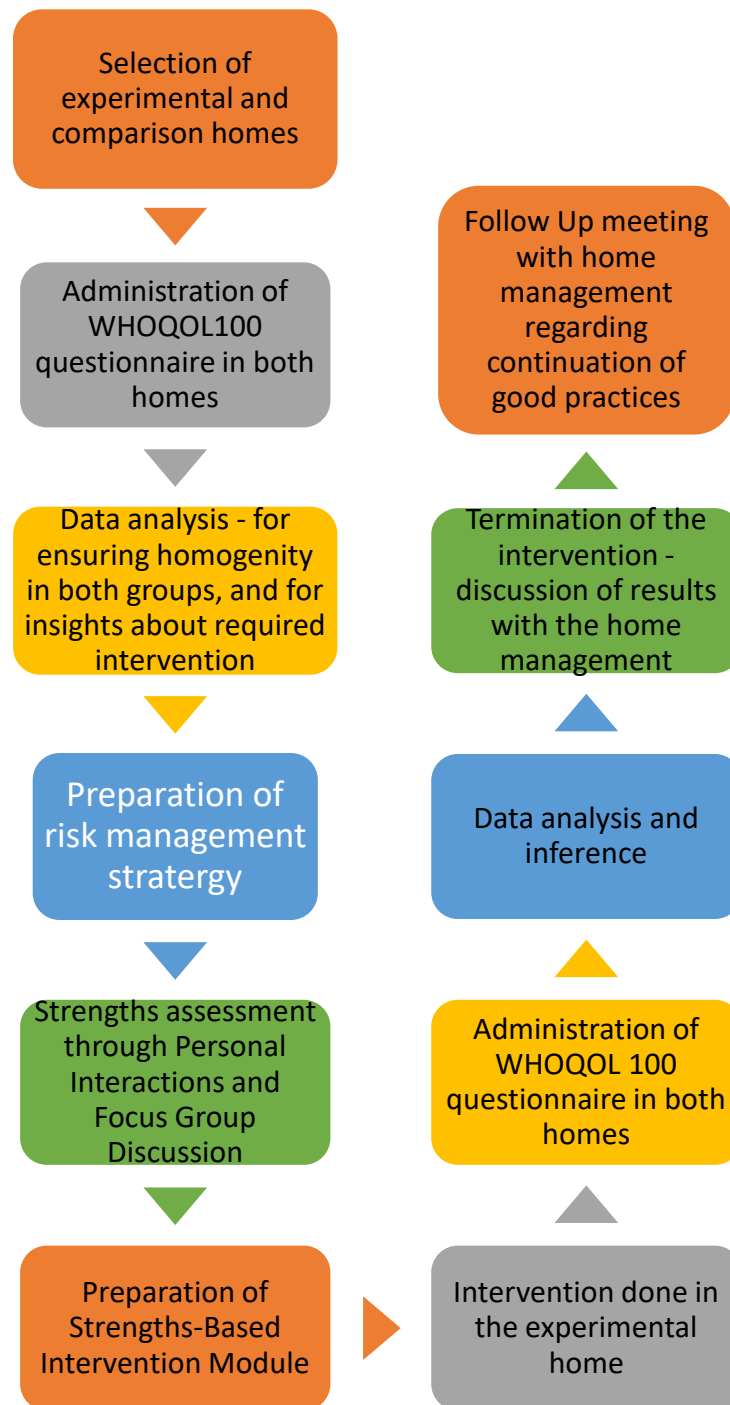 Selection of
experimental and
comparison homes
Administration of
WHOQOL100
questionnaire in both
homes
Data analysis - for
ensuring homogenity
in both groups, and for
insights about required
intervention
Preparation of
risk management
stratergy
Strengths assessment
through Personal
Interactions and
Focus Group
Discussion
Preparation of
Strengths-Based
Intervention Module
Intervention done in
the experimental
home
Administration of
WHOQOL 100
questionnaire in both
homes
Data analysis and
inference
Termination of the
intervention -
discussion of results
with the home
management
Follow Up meeting
with home
management
regarding
continuation of
good practices